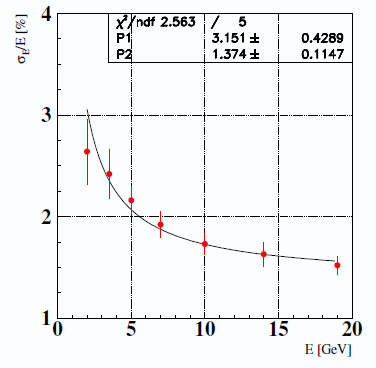 σE/E [%]
χ²/ndf 2.563 / 5
P1 3.151 ± 0.4289
P2 1.374 ± 0.1147
4
3
2
1
0 5 10 15 20
E [GeV]